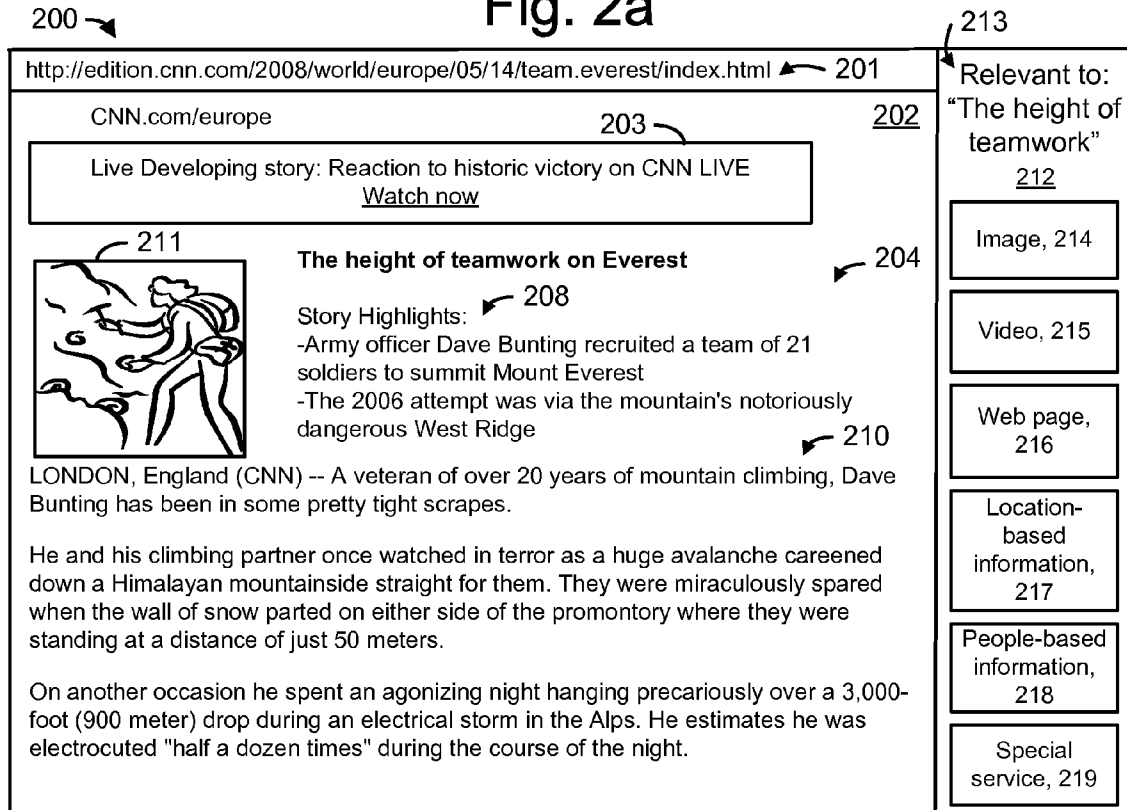 Fig. 2a
200
213
http://edition.cnn.com/2008/world/europe/05/14/team.everest/index.html
201
CNN.com/europe
202
203
Live Developing story: Reaction to historic victory on CNN LIVE
Watch now
211
The height of teamwork on Everest
204
208
Story Highlights:
-Army officer Dave Bunting recruited a team of 21
soldiers to summit Mount Everest
-The 2006 attempt was via the mountain's notoriously
dangerous West Ridge
210
LONDON, England (CNN) -- A veteran of over 20 years of mountain climbing, Dave
Bunting has been in some pretty tight scrapes.
He and his climbing partner once watched in terror as a huge avalanche careened
down a Himalayan mountainside straight for them. They were miraculously spared
when the wall of snow parted on either side of the promontory where they were
standing at a distance of just 50 meters.
On another occasion he spent an agonizing night hanging precariously over a 3,000-
foot (900 meter) drop during an electrical storm in the Alps. He estimates he was
electrocuted "half a dozen times" during the course of the night.
Relevant to:
“The height of
teamwork”
212
Image, 214
Video, 215
Web page,
216
Location-
based
information,
217
People-based
information,
218
Special
service, 219